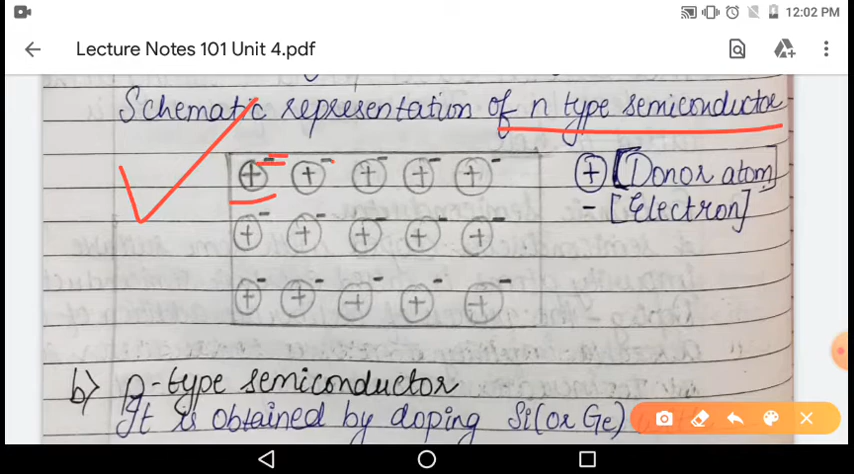 12:02 PM
Lecture Notes 101 Unit 4.pdf
Schematic representation of n type semiconductor
+ - + - + - + - + - + [Donor atom]
- [Electron]
+ - + - + - + - + -
+ - + - + - + - + -
b) p-type semiconductor
It is obtained by doping Si(or Ge)